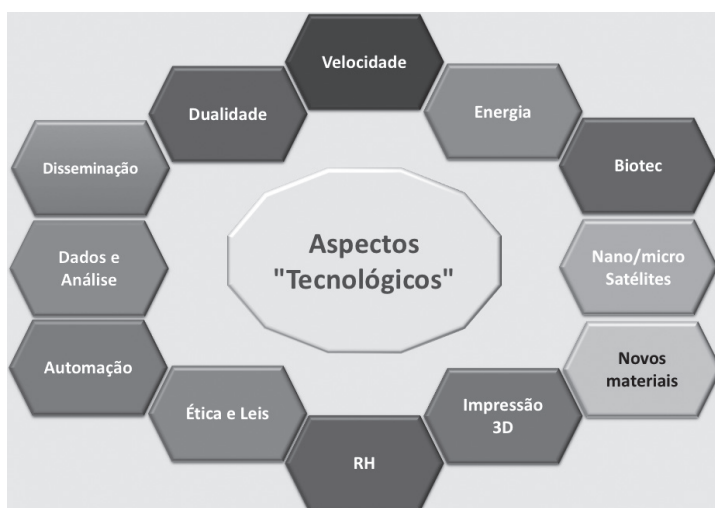 Velocidade
Dualidade
Energia
Disseminação
Biotec
Aspectos
"Tecnológicos"
Dados e
Análise
Nano/micro
Satélites
Automação
Novos
materiais
Ética e Leis
Impressão
3D
RH